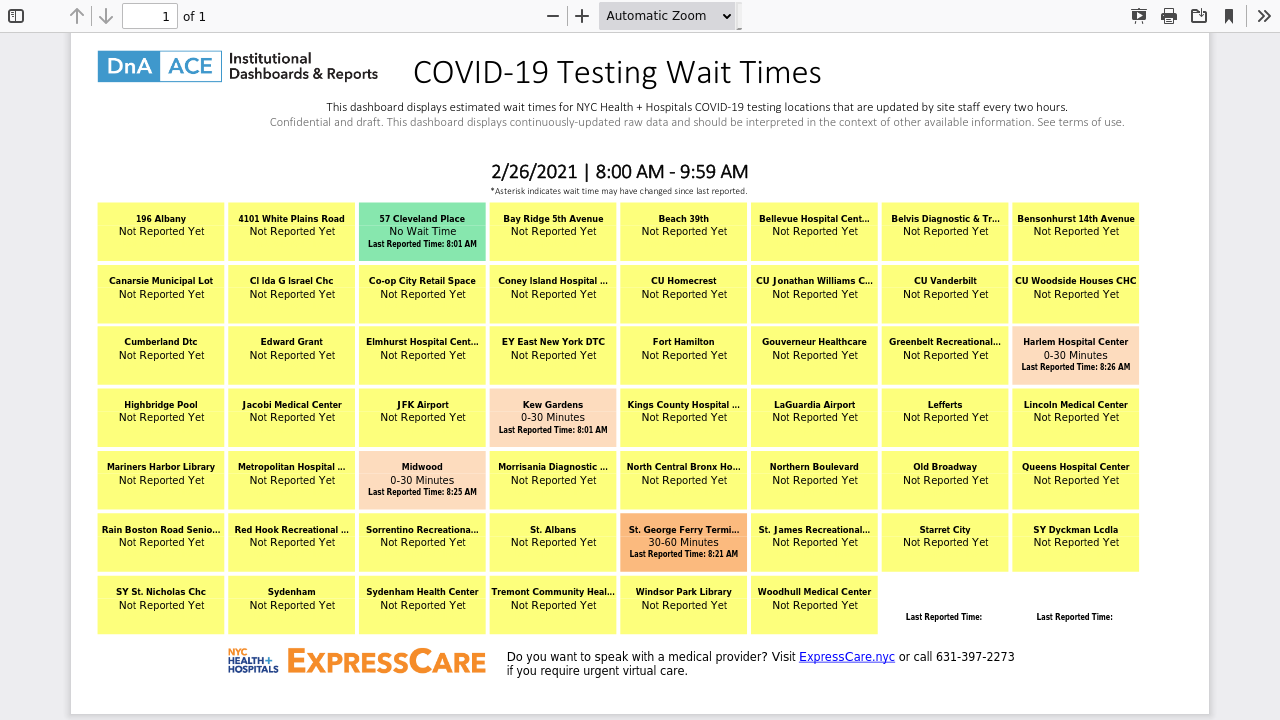 1 of 1 Automatic Zoom
DnA ACE Institutional Dashboards & Reports
COVID-19 Testing Wait Times
This dashboard displays estimated wait times for NYC Health + Hospitals COVID-19 testing locations that are updated by site staff every two hours.
Confidential and draft. This dashboard displays continuously-updated raw data and should be interpreted in the context of other available information. See terms of use.
2/26/2021 | 8:00 AM - 9:59 AM
*Asterisk indicates wait time may have changed since last reported.
196 Albany
Not Reported Yet
4101 White Plains Road
Not Reported Yet
57 Cleveland Place
No Wait Time
Last Reported Time: 8:01 AM
Bay Ridge 5th Avenue
Not Reported Yet
Beach 39th
Not Reported Yet
Bellevue Hospital Cent...
Not Reported Yet
Belvis Diagnostic & Tr...
Not Reported Yet
Bensonhurst 14th Avenue
Not Reported Yet
Canarsie Municipal Lot
Not Reported Yet
CI Ida G Israel Chc
Not Reported Yet
Co-op City Retail Space
Not Reported Yet
Coney Island Hospital ...
Not Reported Yet
CU Homecrest
Not Reported Yet
CU Jonathan Williams C...
Not Reported Yet
CU Vanderbilt
Not Reported Yet
CU Woodside Houses CHC
Not Reported Yet
Cumberland Dtc
Not Reported Yet
Edward Grant
Not Reported Yet
Elmhurst Hospital Cent...
Not Reported Yet
EY East New York DTC
Not Reported Yet
Fort Hamilton
Not Reported Yet
Gouverneur Healthcare
Not Reported Yet
Greenbelt Recreational...
Not Reported Yet
Harlem Hospital Center
0-30 Minutes
Last Reported Time: 8:26 AM
Highbridge Pool
Not Reported Yet
Jacobi Medical Center
Not Reported Yet
JFK Airport
Not Reported Yet
Kew Gardens
0-30 Minutes
Last Reported Time: 8:01 AM
Kings County Hospital ...
Not Reported Yet
LaGuardia Airport
Not Reported Yet
Lefferts
Not Reported Yet
Lincoln Medical Center
Not Reported Yet
Mariners Harbor Library
Not Reported Yet
Metropolitan Hospital ...
Not Reported Yet
Midwood
0-30 Minutes
Last Reported Time: 8:25 AM
Morrisania Diagnostic ...
Not Reported Yet
North Central Bronx Ho...
Not Reported Yet
Northern Boulevard
Not Reported Yet
Old Broadway
Not Reported Yet
Queens Hospital Center
Not Reported Yet
Rain Boston Road Senio...
Not Reported Yet
Red Hook Recreational ...
Not Reported Yet
Sorrentino Recreationa...
Not Reported Yet
St. Albans
Not Reported Yet
St. George Ferry Termi...
30-60 Minutes
Last Reported Time: 8:21 AM
St. James Recreational...
Not Reported Yet
Starret City
Not Reported Yet
SY Dyckman Lcdla
Not Reported Yet
SY St. Nicholas Chc
Not Reported Yet
Sydenham
Not Reported Yet
Sydenham Health Center
Not Reported Yet
Tremont Community Heal...
Not Reported Yet
Windsor Park Library
Not Reported Yet
Woodhull Medical Center
Not Reported Yet
Last Reported Time:
Last Reported Time:
NYC HEALTH+ HOSPITALS
EXPRESSCARE
Do you want to speak with a medical provider? Visit ExpressCare.nyc or call 631-397-2273
if you require urgent virtual care.